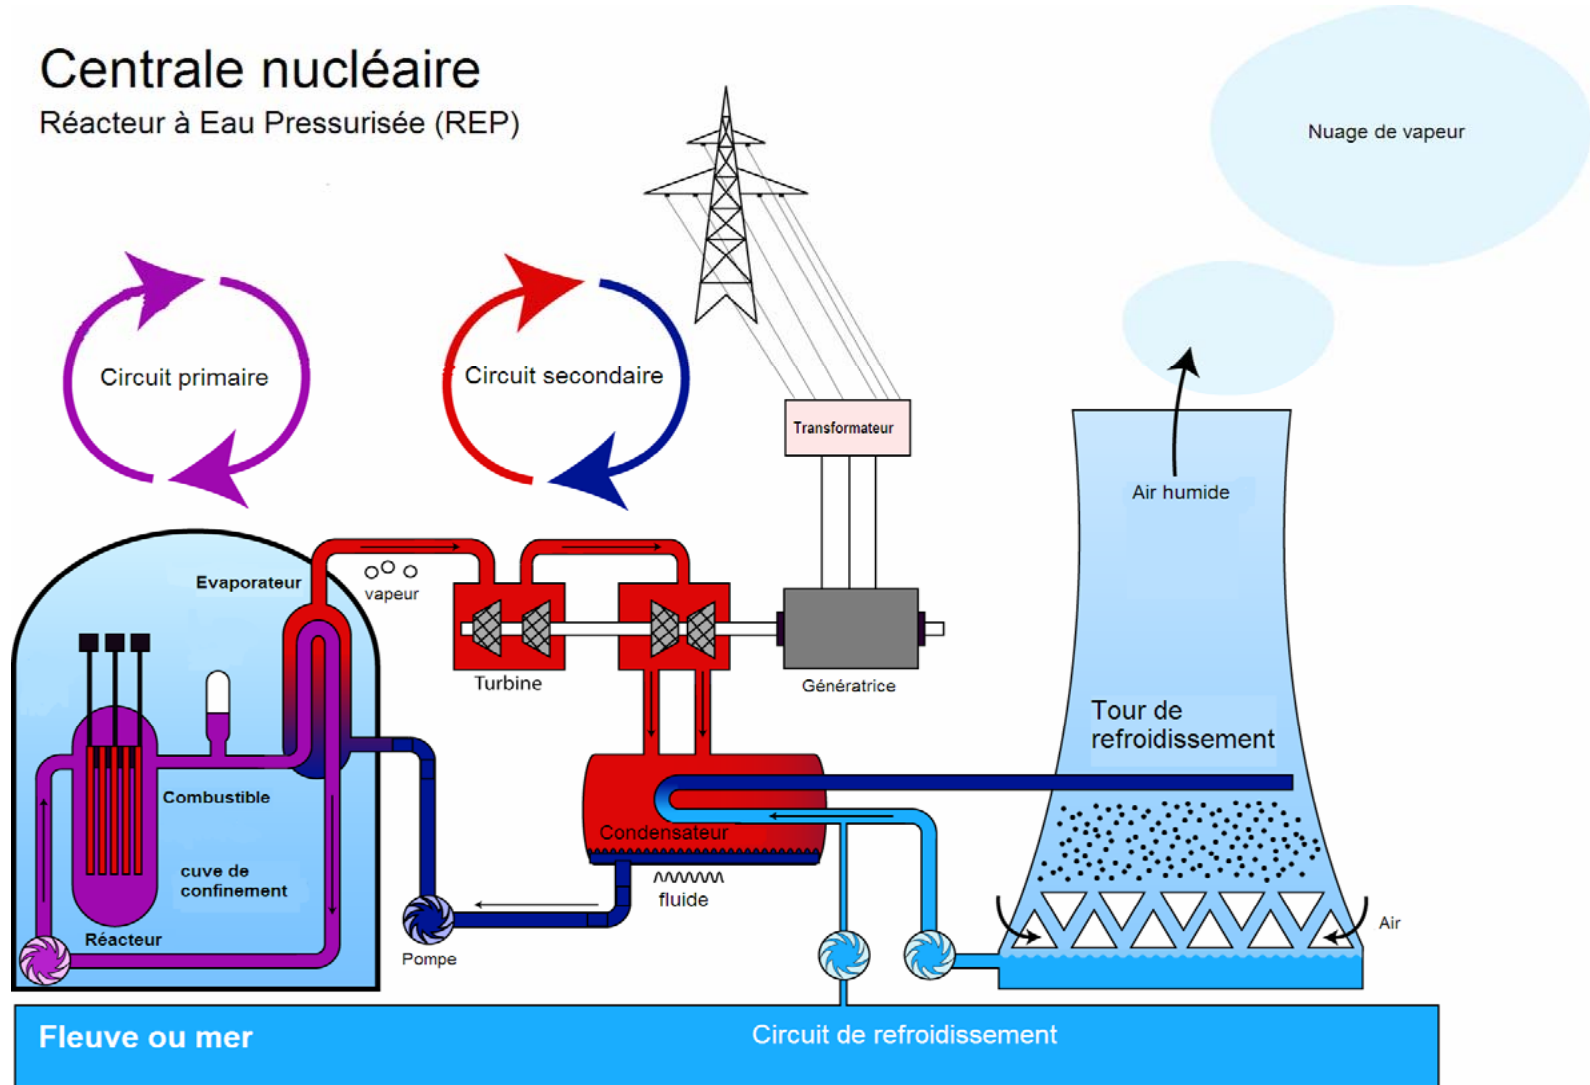 Centrale nucléaire
Réacteur à Eau Pressurisée (REP)
Nuage de vapeur
Circuit primaire
Circuit secondaire
Transformateur
Air humide
Evaporateur
vapeur
Turbine
Génératrice
Tour de
refroidissement
Combustible
Condensateur
cuve de
confinement
fluide
Réacteur
Pompe
Air
Fleuve ou mer
Circuit de refroidissement